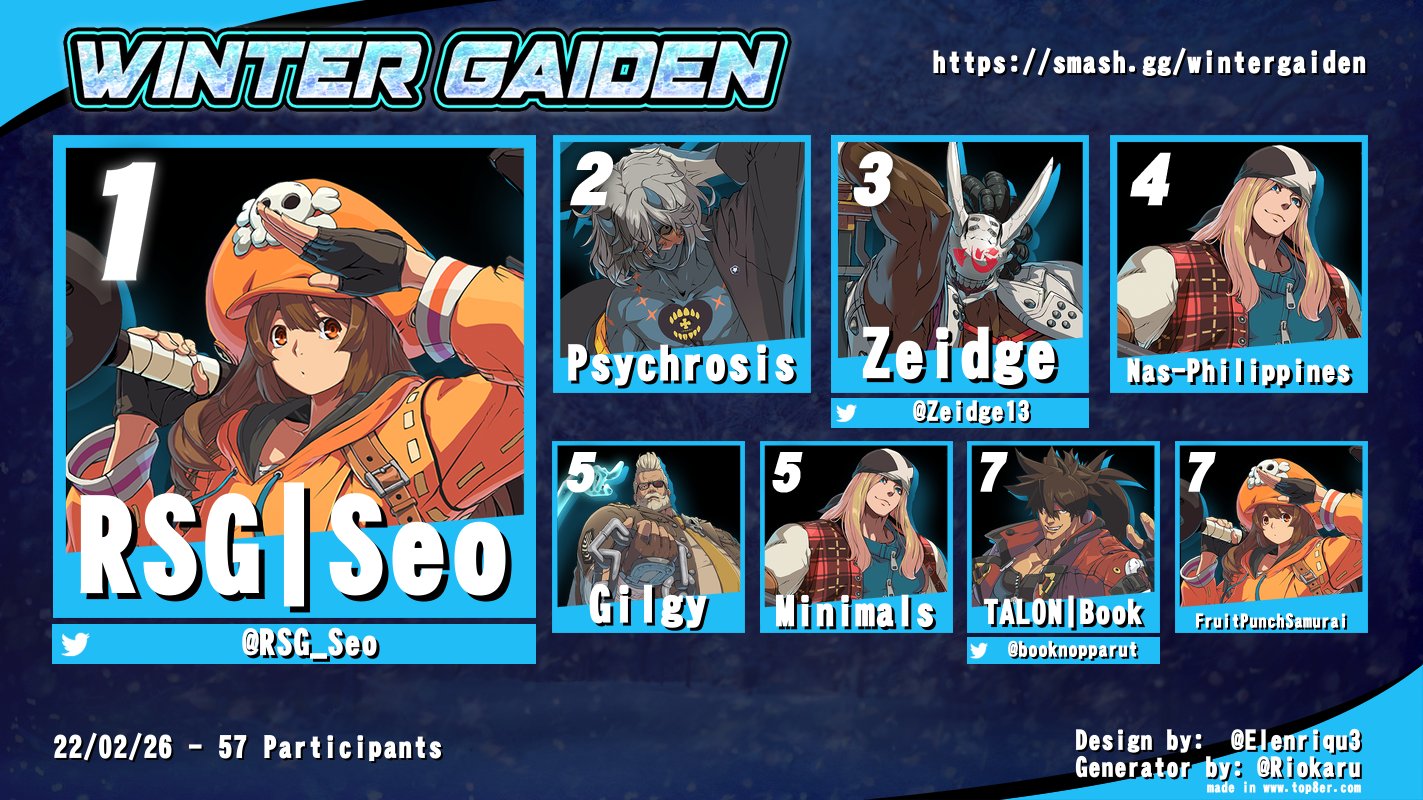 WINTER GAIDEN
https://smash.gg/wintergaiden
1
RSG|Seo
@RSG_Seo
2
Psychrosis
3
Zeidge
@Zeidge13
4
Nas-Philippines
5
Gilgy
5
Minimals
7
TALON|Book
@booknopparut
7
FruitPunchSamurai
22/02/26 - 57 Participants
Design by: @Elenriqu3
Generator by: @Riokaru
made in www.top8er.com